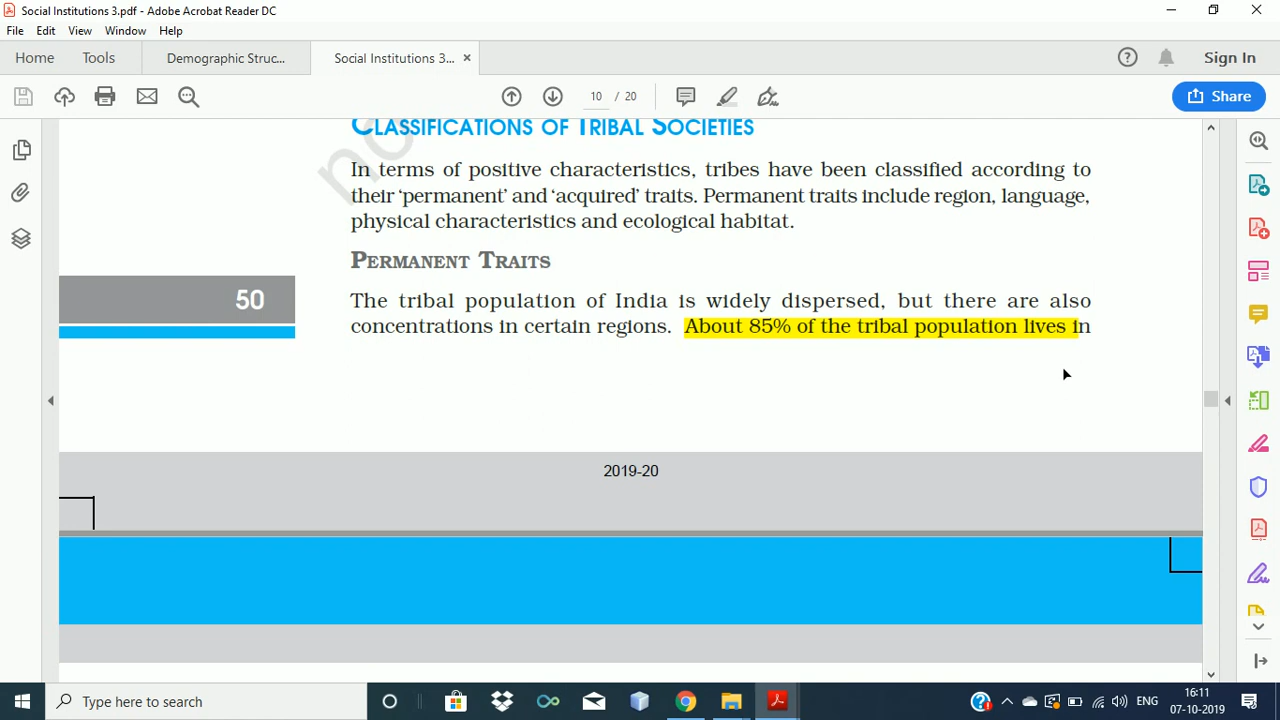 Social Institutions 3.pdf - Adobe Acrobat Reader DC
File Edit View Window Help
Home Tools Demographic Struc... Social Institutions 3... × Sign In
10 / 20 Share
CLASSIFICATIONS OF TRIBAL SOCIETIES
In terms of positive characteristics, tribes have been classified according to
their ‘permanent’ and ‘acquired’ traits. Permanent traits include region, language,
physical characteristics and ecological habitat.
PERMANENT TRAITS
50
The tribal population of India is widely dispersed, but there are also
concentrations in certain regions. About 85% of the tribal population lives in
2019-20
Type here to search
ENG
16:11
07-10-2019